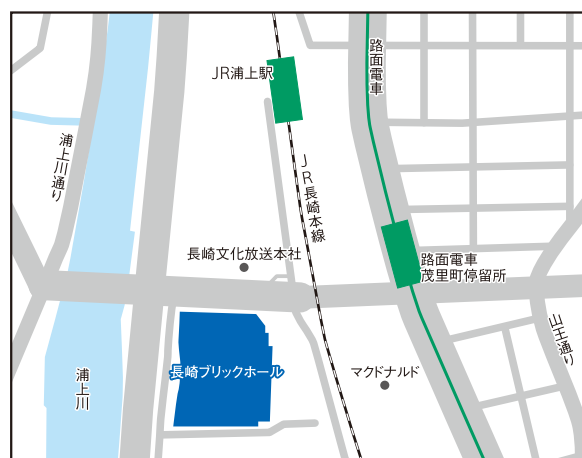 路面電車
JR浦上駅
浦上川通り
JR長崎本線
長崎文化放送本社
路面電車
茂里町停留所
山王通り
長崎ブリックホール
マクドナルド
浦上川